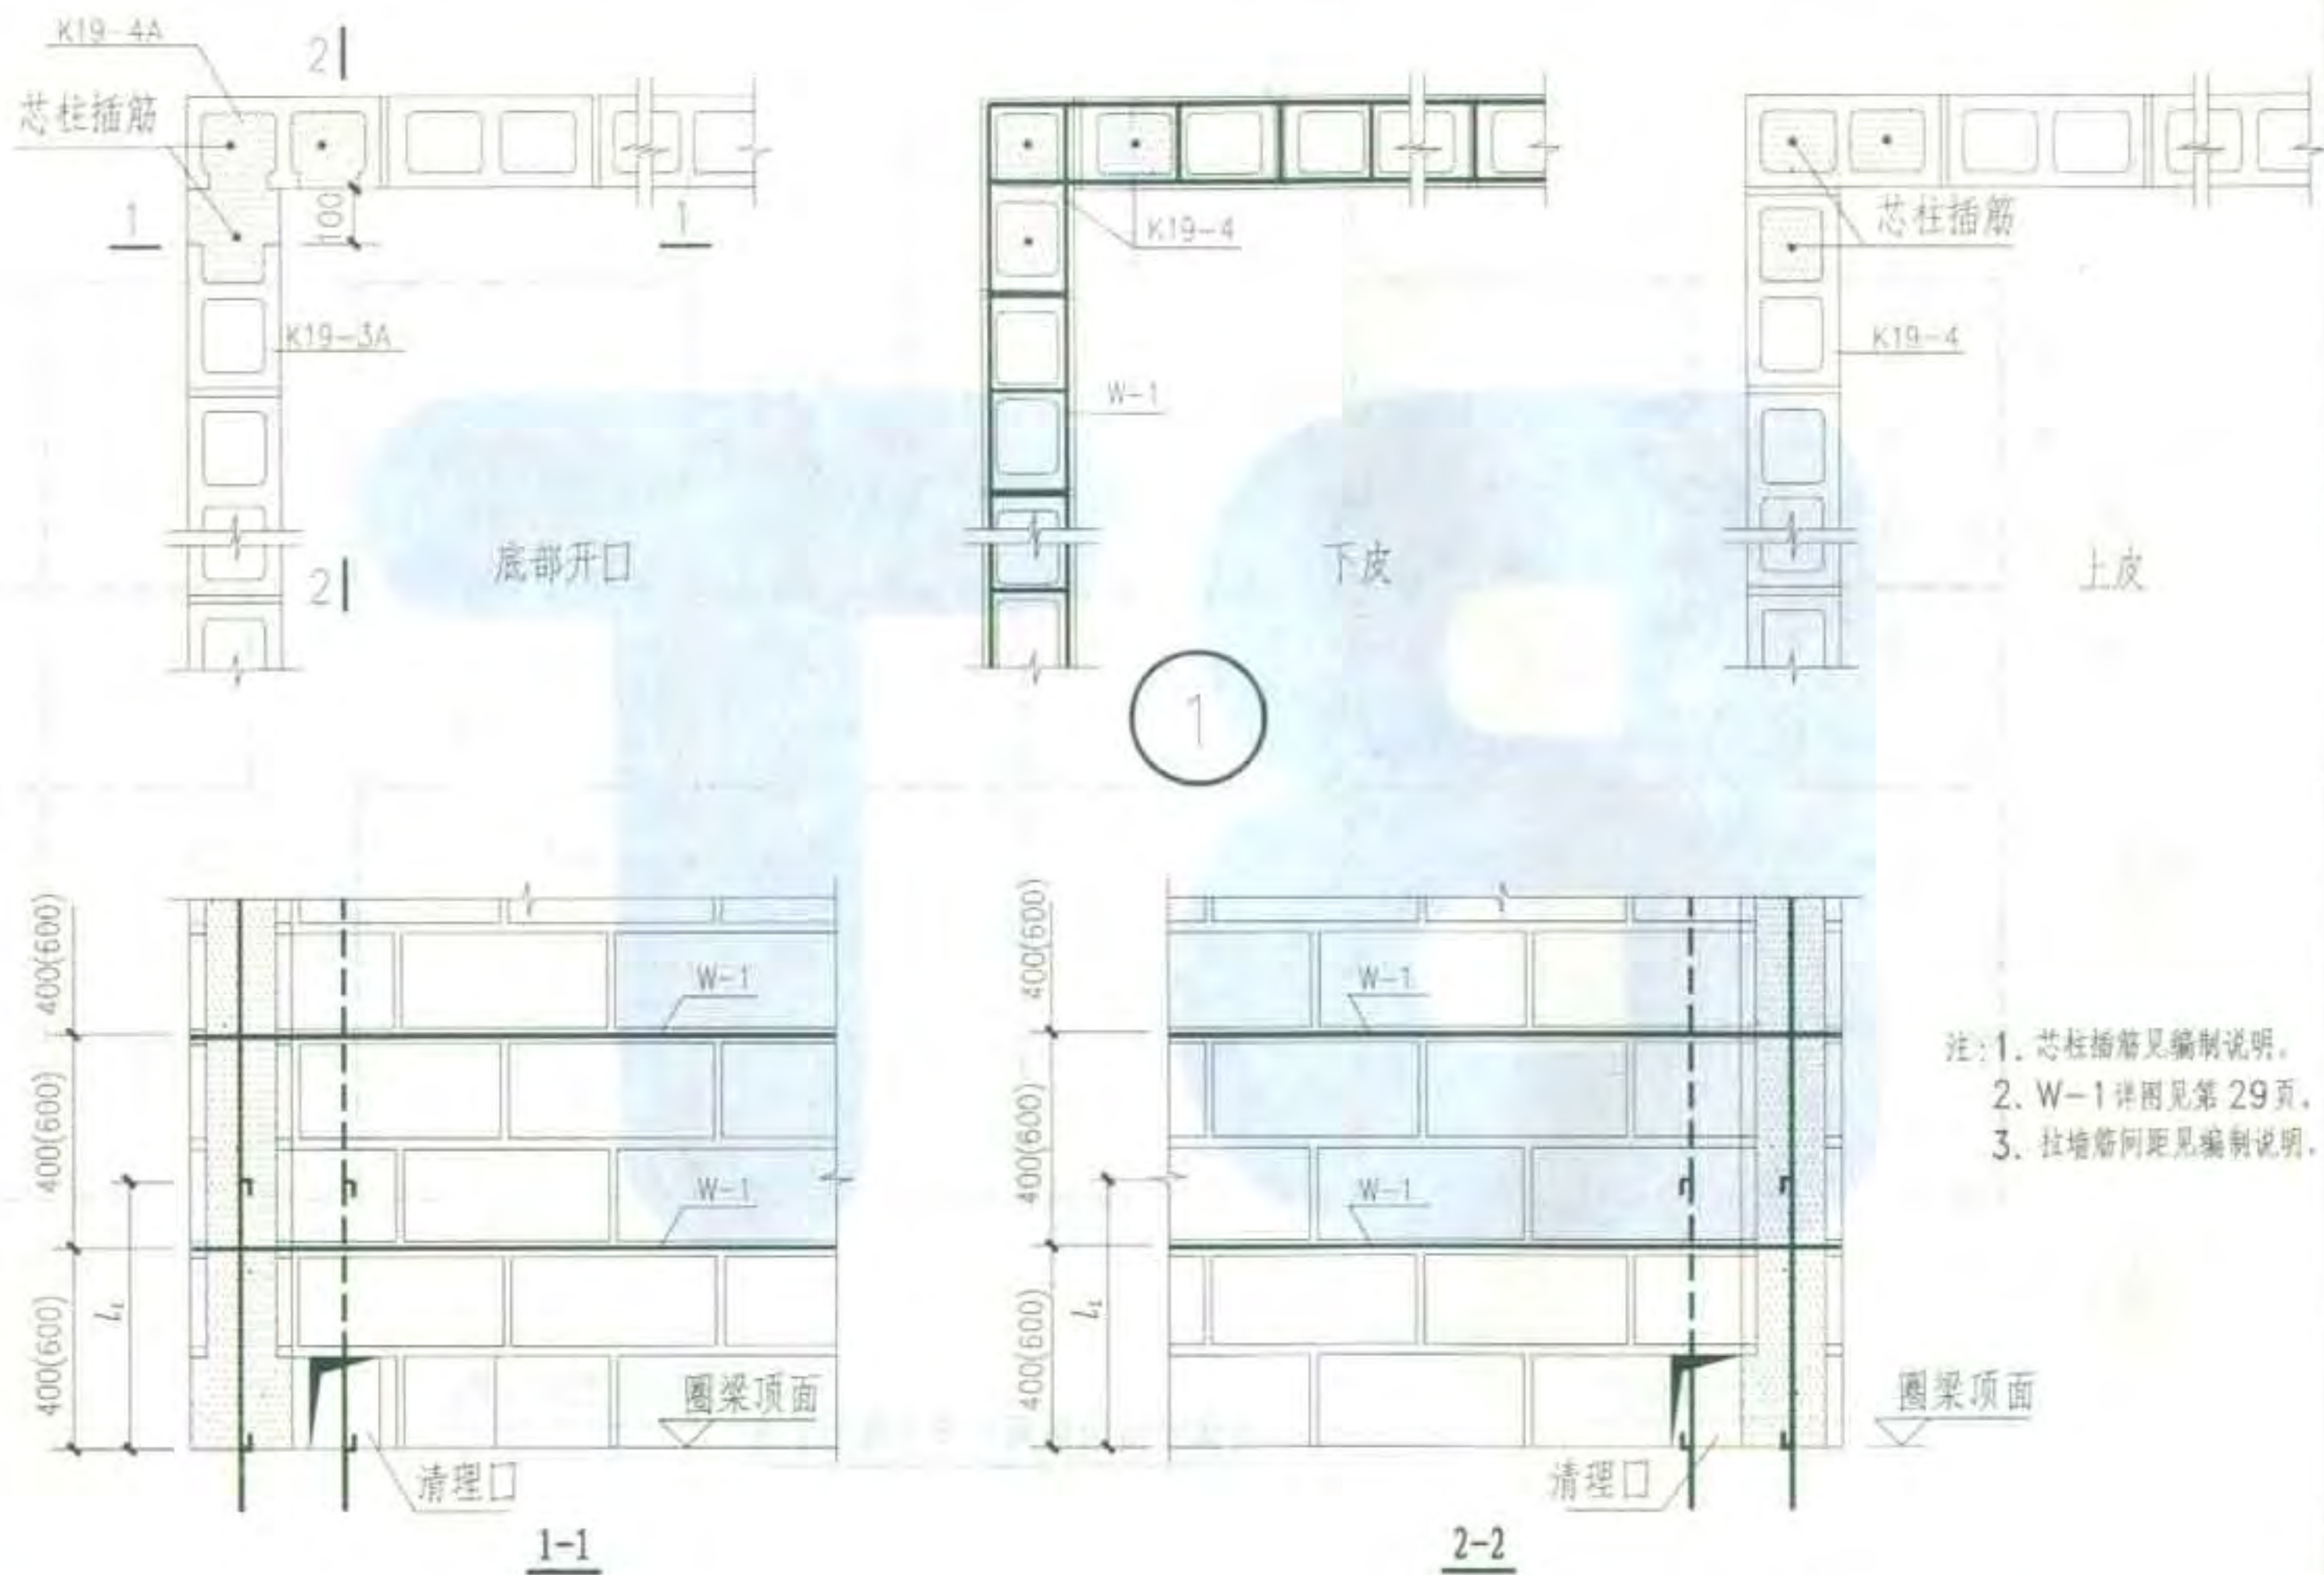 K19-4A
芯柱插筋
2
1
100
1
K19-3A
2
底部开口
K19-4
W-1
下皮
芯柱插筋
K19-4
上皮
1
400(600)
400(600)
400(600)
W-1
W-1
圈梁顶面
清理口
1-1
400(600)
400(600)
400(600)
W-1
W-1
圈梁顶面
清理口
2-2
注:1、芯柱插筋见编制说明。
2、W-1详图见第29页。
3、拉墙筋间距见编制说明。